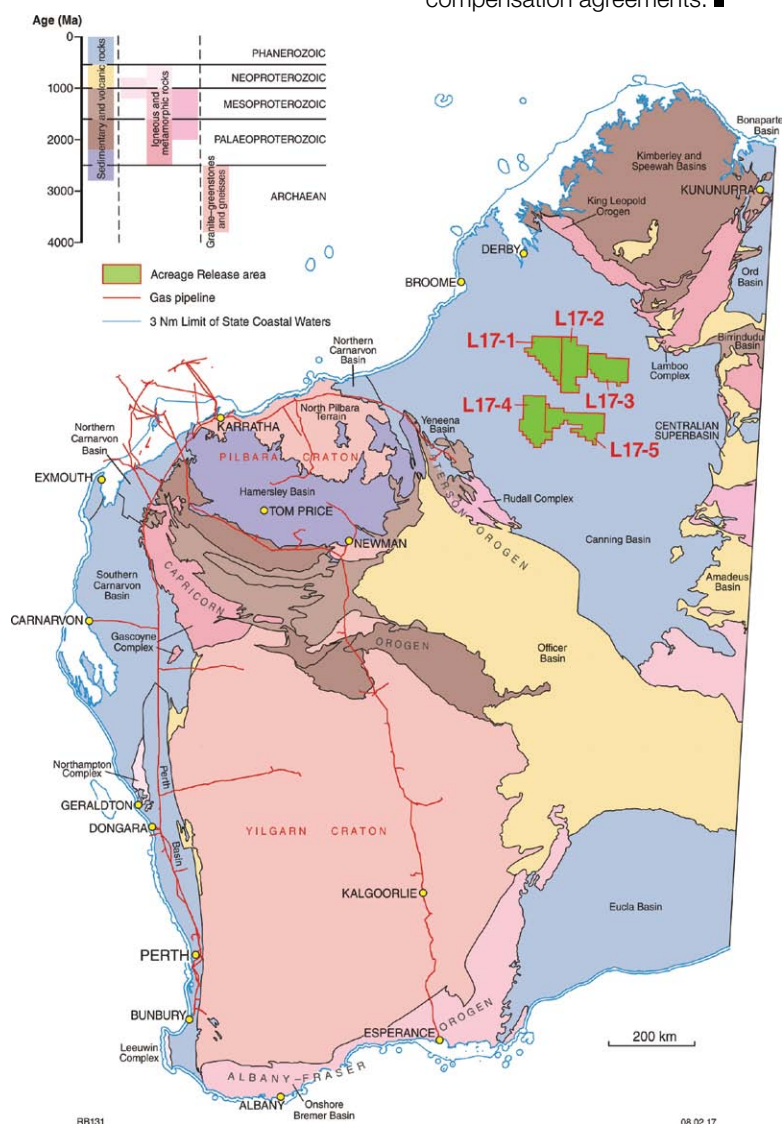 compensation agreements. ■
Age (Ma)
0
1000
2000
3000
4000
Sedimentary and volcanic rocks
Igneous and
metamorphic rocks
Granite–greenstones
and gneisses
PHANEROZOIC
NEOPROTEROZOIC
MESOPROTEROZOIC
PALAEOPROTEROZOIC
ARCHAEAN
Acreage Release area
Gas pipeline
3 Nm Limit of State Coastal Waters
Bonaparte
Basin
Kimberley and
Speewah Basins
KUNUNURRA
King Leopold
Orogen
DERBY
BROOME
Ord
Basin
L17-1
L17-2
Birrindudu
Basin
Lamboo
Complex
L17-3
L17-4
L17-5
CENTRALIAN
SUPERBASIN
Northern
Carnarvon
Basin
Northern
Carnarvon
Basin
KARRATHA
North Pilbara
Terrain
Yeneena
Basin
PILBARA CRATON
EXMOUTH
Hamersley Basin
TOM PRICE
PATERSON OROGEN
Rudall Complex
Canning Basin
NEWMAN
Amadeus
Basin
Southern
Carnarvon
Basin
CAPRICORN
OROGEN
CARNARVON
Gascoyne
Complex
Officer
Basin
Northampton
Complex
Perth
Basin
GERALDTON
DONGARA
YILGARN CRATON
KALGOORLIE
Eucla Basin
PERTH
BUNBURY
Leeuwin
Complex
ESPERANCE
ALBANY–FRASER
OROGEN
200 km
Onshore
Bremer Basin
ALBANY
RB131
08.02.17